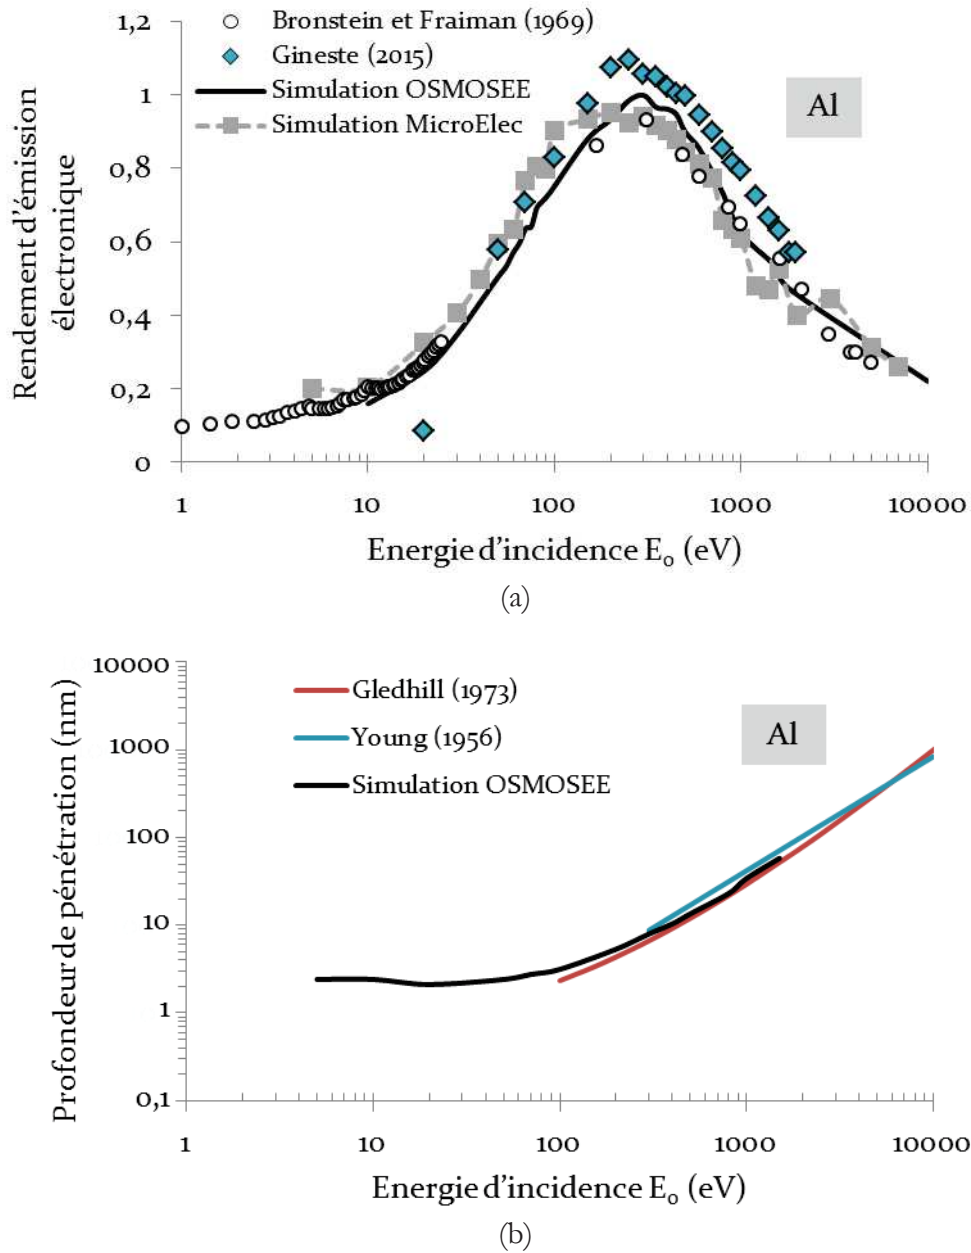 1,2
1
0,8
0,6
0,4
0,2
0
Rendement d'émission
électronique
Bronstein et Fraiman (1969)
Gineste (2015)
Simulation OSMOSEE
Simulation MicroElec
Al
1 10 100 1000 10000
Energie d'incidence E₀ (eV)
(a)
10000
1000
100
10
1
0,1
Profondeur de pénétration (nm)
Gledhill (1973)
Young (1956)
Simulation OSMOSEE
Al
1 10 100 1000 10000
Energie d'incidence E₀ (eV)
(b)